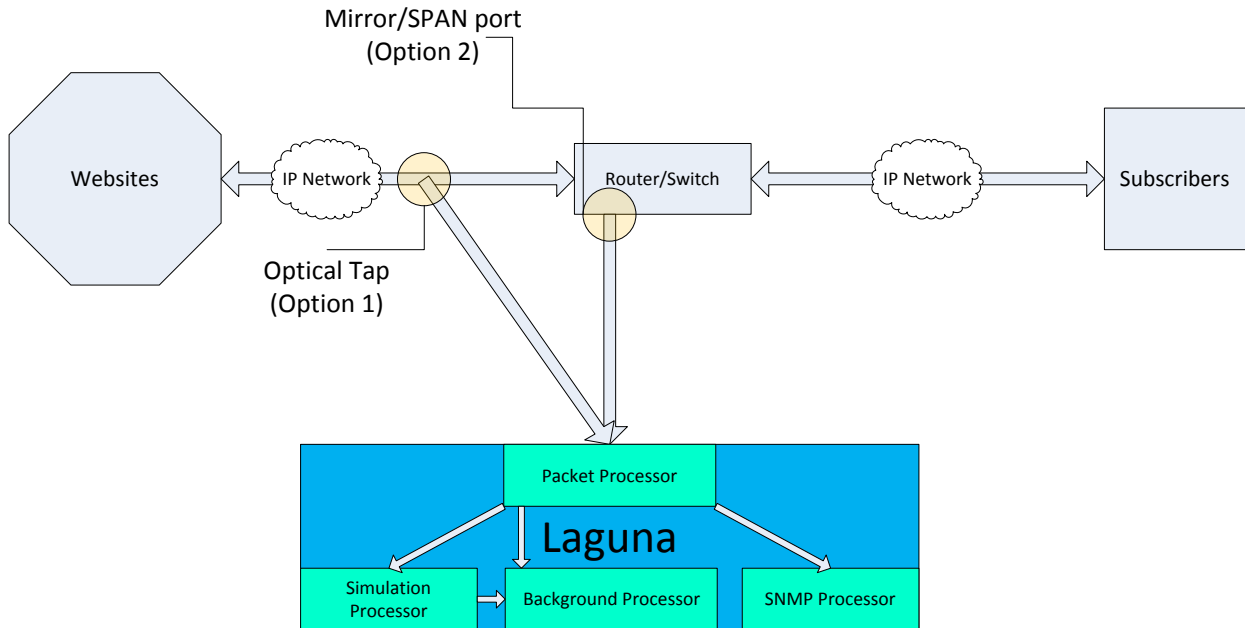 Mirror/SPAN port
(Option 2)
Websites
IP Network
Router/Switch
IP Network
Subscribers
Optical Tap
(Option 1)
Packet Processor
Laguna
Simulation
Processor
Background Processor
SNMP Processor